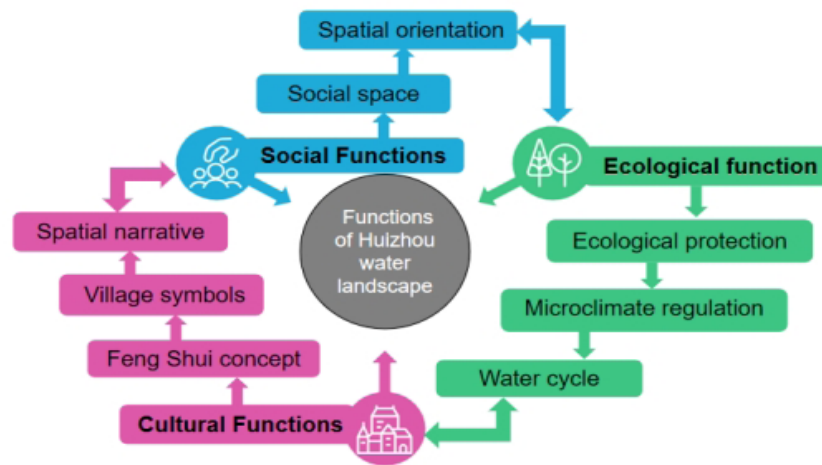 Spatial orientation
Social space
Social Functions
Ecological function
Functions
of Huizhou
water
landscape
Spatial narrative
Ecological protection
Village symbols
Microclimate regulation
Feng Shui concept
Water cycle
Cultural Functions